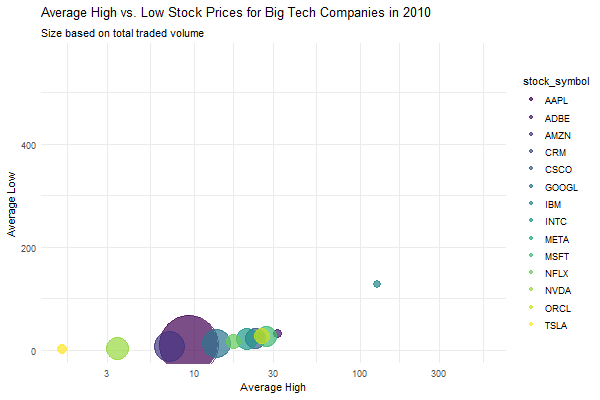 Average High vs. Low Stock Prices for Big Tech Companies in 2010
Size based on total traded volume
Average Low
400
200
0
3
10
30
100
300
Average High
stock_symbol
AAPL
ADBE
AMZN
CRM
CSCO
GOOGL
IBM
INTC
META
MSFT
NFLX
NVDA
ORCL
TSLA